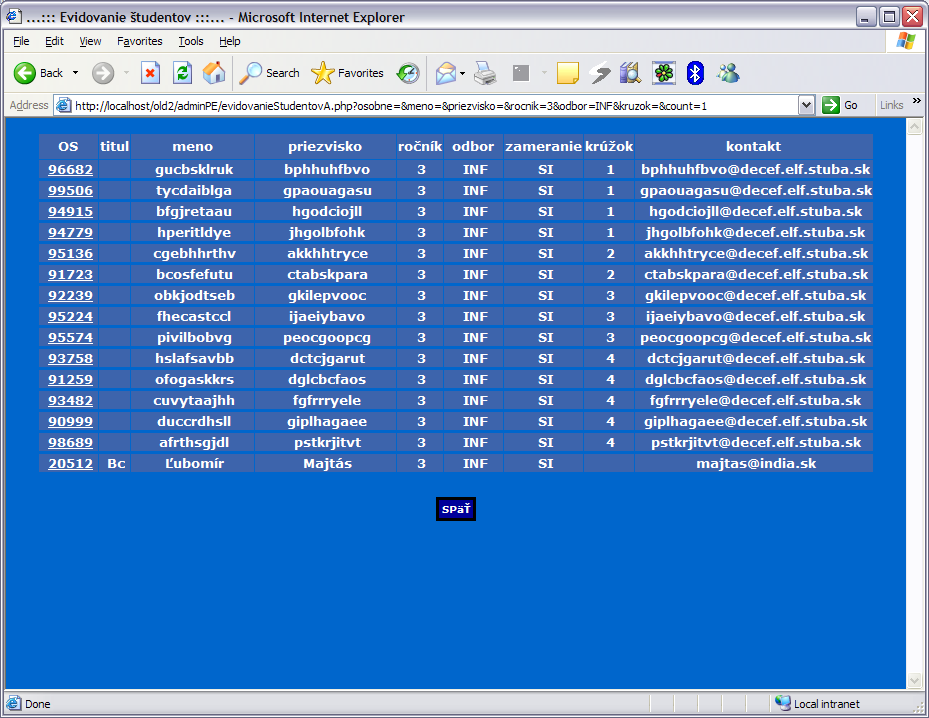 ...::: Evidovanie študentov :::... - Microsoft Internet Explorer
File Edit View Favorites Tools Help
Back Search Favorites
Address http://localhost/old2/adminPE/evidovanieStudentovA.php?osobne=&meno=&priezvisko=&rocnik=3&odbor=INF&kruzok=&count=1 Go Links »
OS titul meno priezvisko ročník odbor zameranie krúžok kontakt
96682 gucbsklruk bphhuhfbvo 3 INF SI 1 bphhuhfbvo@decef.elf.stuba.sk
99506 tycdaiblga gpaouagasu 3 INF SI 1 gpaouagasu@decef.elf.stuba.sk
94915 bfgjretaau hgodciojll 3 INF SI 1 hgodciojll@decef.elf.stuba.sk
94779 hperitldye jhgolbfohk 3 INF SI 1 jhgolbfohk@decef.elf.stuba.sk
95136 cgebhhrthv akkhhtryce 3 INF SI 2 akkhhtryce@decef.elf.stuba.sk
91723 bcosfefutu ctabskpara 3 INF SI 2 ctabskpara@decef.elf.stuba.sk
92239 obkjodtseb gkilepvooc 3 INF SI 3 gkilepvooc@decef.elf.stuba.sk
95224 fhecastccl ijaeiybavo 3 INF SI 3 ijaeiybavo@decef.elf.stuba.sk
95574 pivilbobvg peocgoopcg 3 INF SI 3 peocgoopcg@decef.elf.stuba.sk
93758 hslafsavbb dctcjgarut 3 INF SI 4 dctcjgarut@decef.elf.stuba.sk
91259 ofogaskkrs dglcbcfaos 3 INF SI 4 dglcbcfaos@decef.elf.stuba.sk
93482 cuvytaajhh fgfrrryele 3 INF SI 4 fgfrrryele@decef.elf.stuba.sk
90999 duccrdhsll giplhagaee 3 INF SI 4 giplhagaee@decef.elf.stuba.sk
98689 afrthsgjdl pstkrjitvt 3 INF SI 4 pstkrjitvt@decef.elf.stuba.sk
20512 Bc Ľubomír Majtás 3 INF SI majtas@india.sk
SPäŤ
Done Local intranet